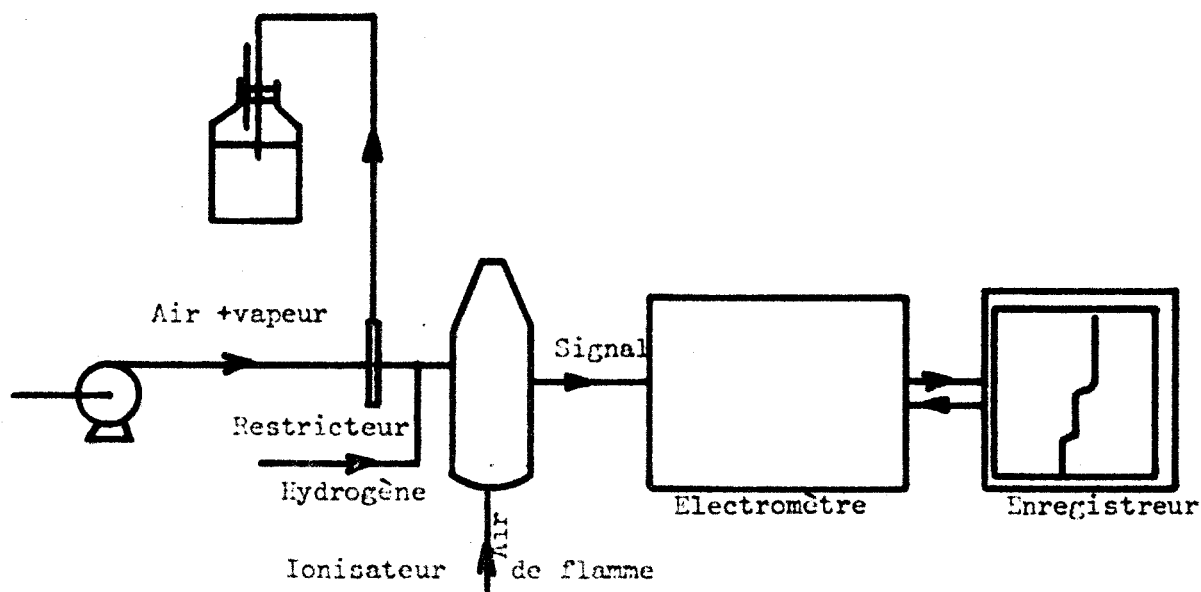 Air +vapeur
Signal
Restricteur
Hydrogène
Electromètre
Enregistreur
Air
Ionisateur de flamme